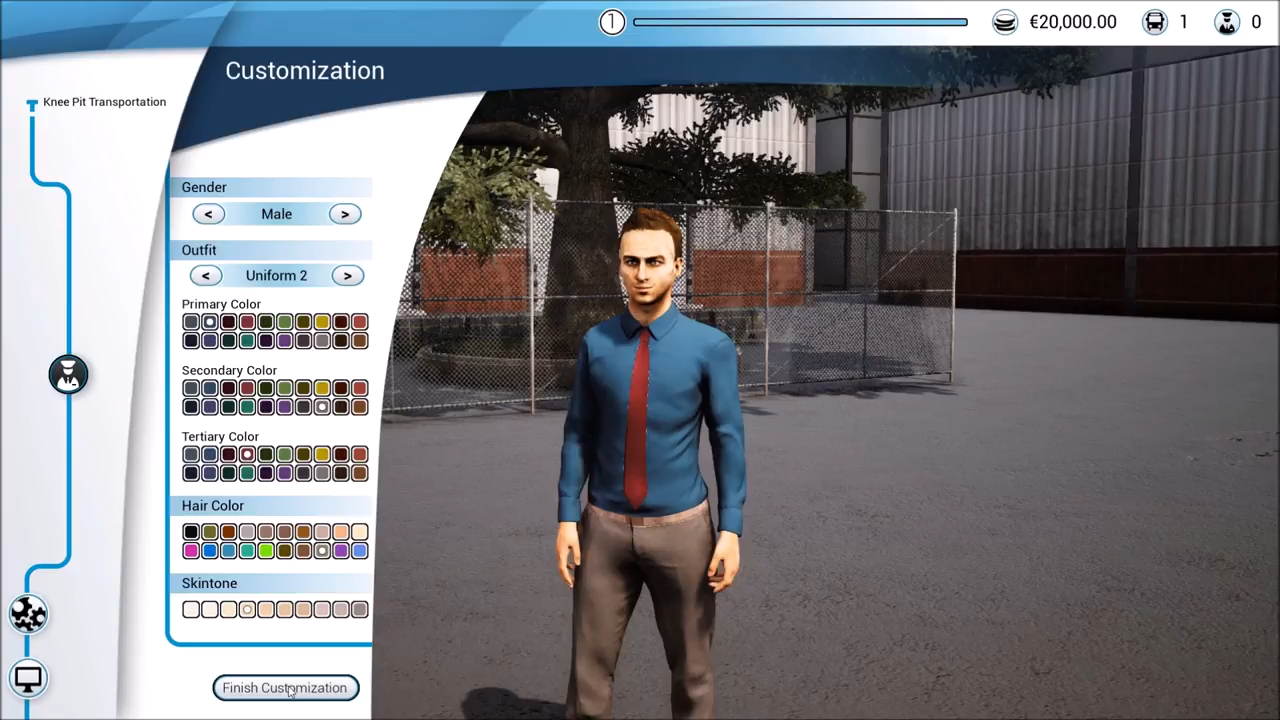 1
€20,000.00
1
0
Customization
Knee Pit Transportation
Gender
< Male >
Outfit
< Uniform 2 >
Primary Color
Secondary Color
Tertiary Color
Hair Color
Skintone
Finish Customization